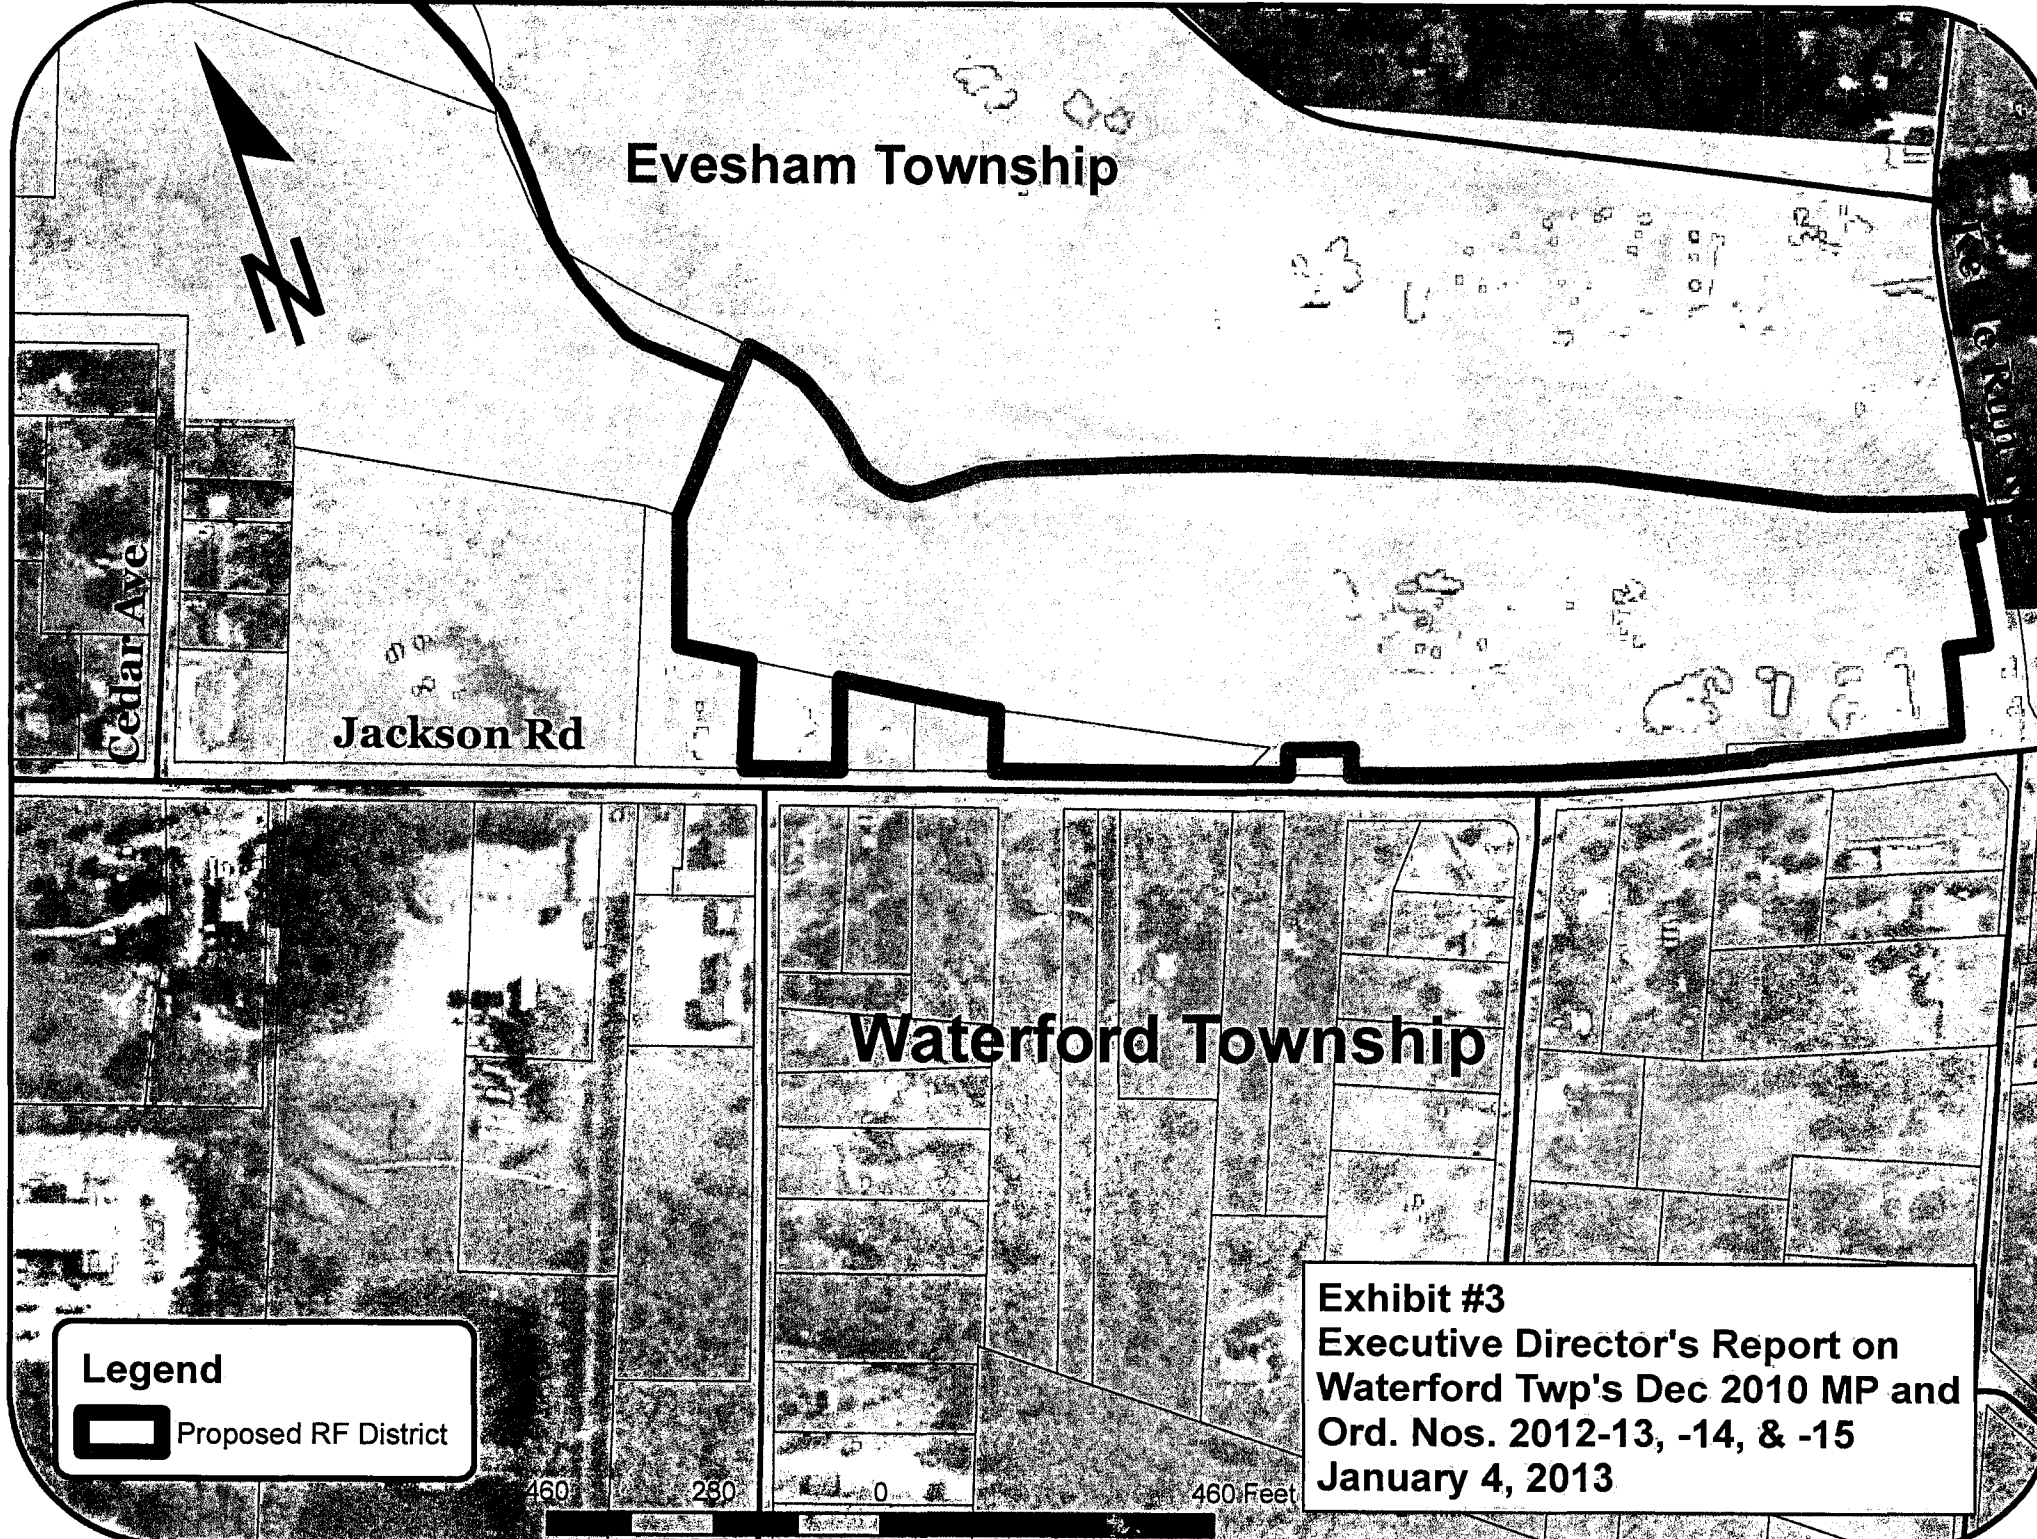 Evesham Township
N
Cedar Ave
Jackson Rd
Waterford Township
Exhibit #3
Executive Director's Report on
Waterford Twp's Dec 2010 MP and
Ord. Nos. 2012-13, -14, & -15
January 4, 2013
Legend
Proposed RF District
460 230 0 460 Feet